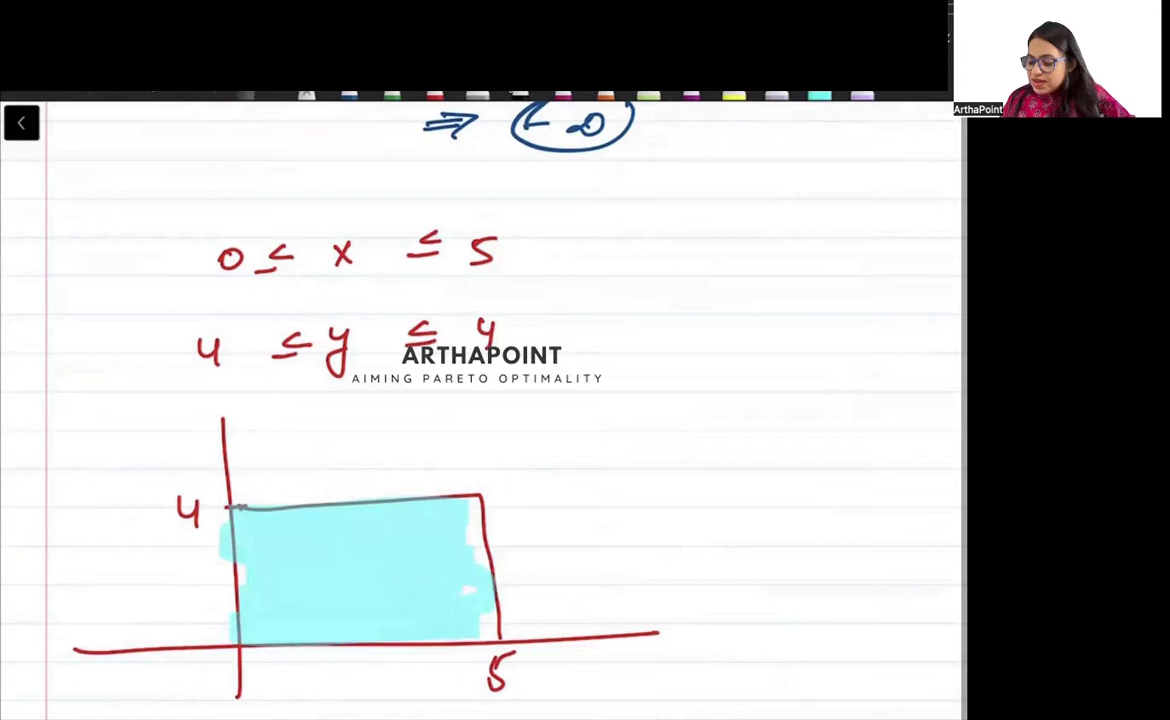 ArthaPoint
⇒ < 0
0 ≤ x ≤ 5
4 ≤ y ≤ 4
ARTHAPOINT
AIMING PARETO OPTIMALITY
4
5